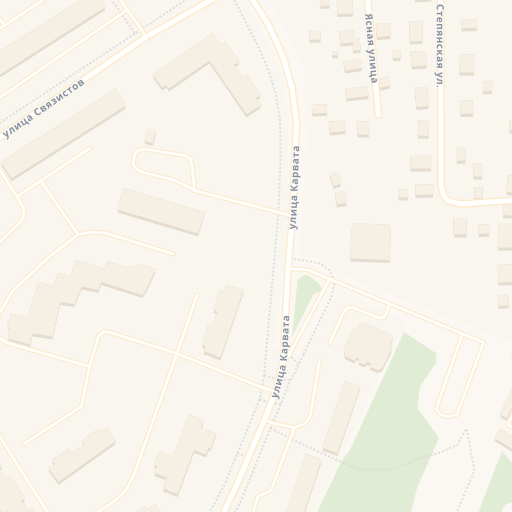 улица Связистов
Ясная улица
Степянская ул.
улица Карвата
улица Карвата